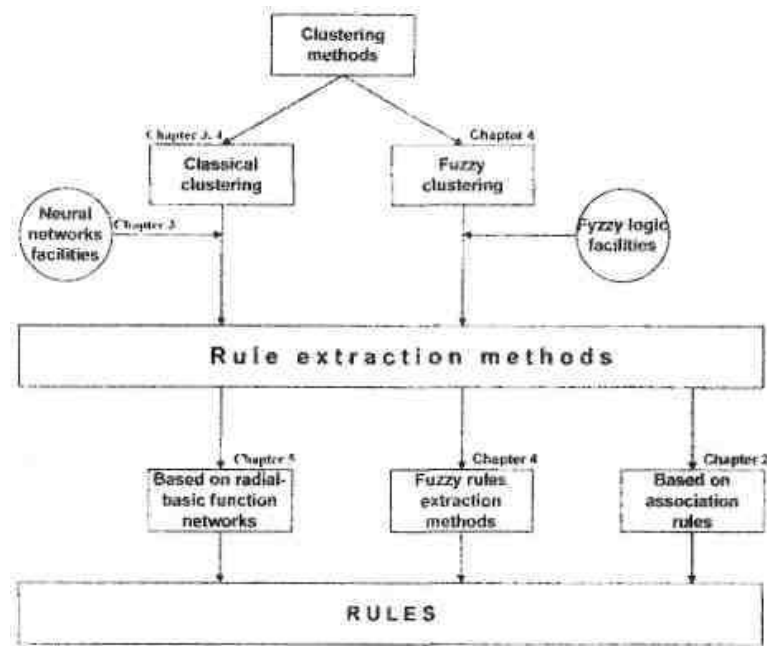 Clustering
methods
Chapter 3, 4
Chapter 4
Classical
clustering
Fuzzy
clustering
Neural
networks
facilities
Chapter 3
Fyzzy logic
facilities
Rule extraction methods
Chapter 5
Chapter 4
Chapter 2
Based on radial-
basic function
networks
Fuzzy rules
extraction
methods
Based on
association
rules
RULES